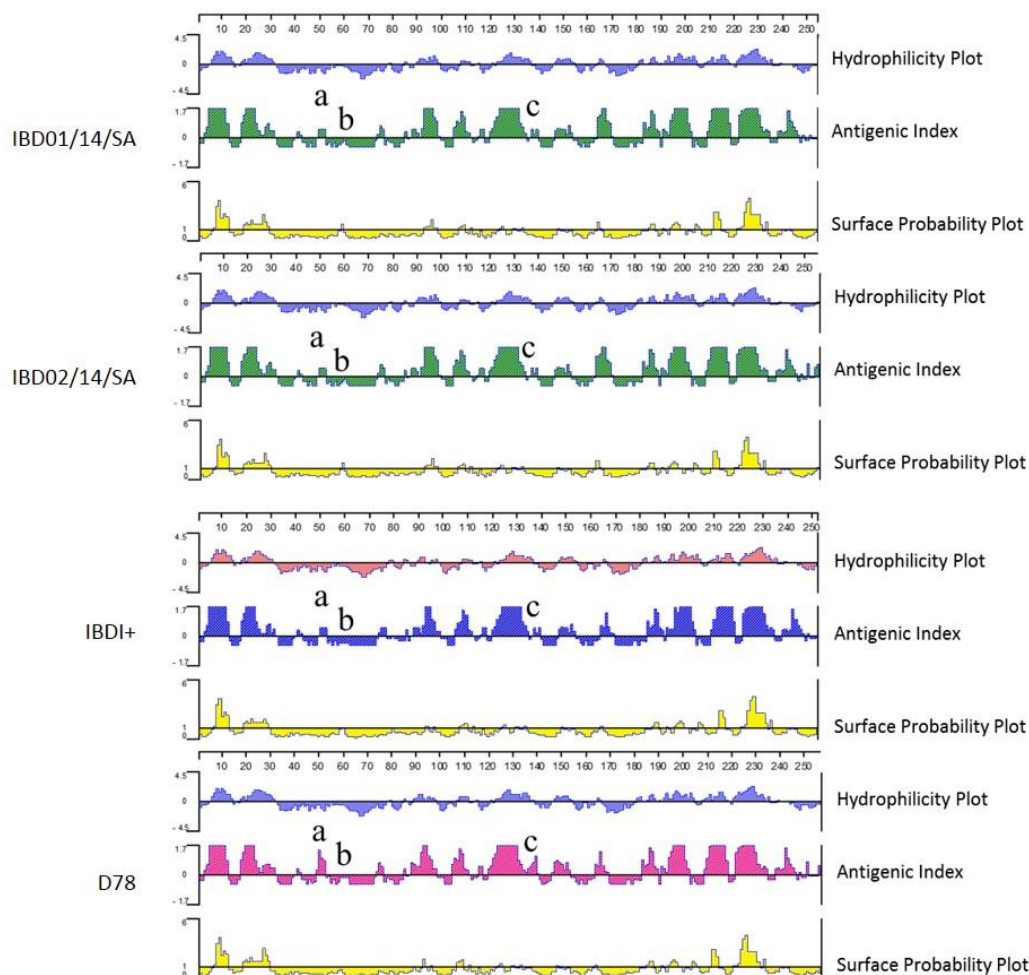 10 20 30 40 50 60 70 80 90 100 110 120 130 140 150 160 170 180 190 200 210 220 230 240 250
4.5
0
-4.5
Hydrophilicity Plot
a
b
c
IBD01/14/SA
1.7
0
-1.7
Antigenic Index
6
1
0
Surface Probability Plot
10 20 30 40 50 60 70 80 90 100 110 120 130 140 150 160 170 180 190 200 210 220 230 240 250
4.5
0
-4.5
Hydrophilicity Plot
a
b
c
IBD02/14/SA
1.7
0
-1.7
Antigenic Index
6
1
0
Surface Probability Plot
10 20 30 40 50 60 70 80 90 100 110 120 130 140 150 160 170 180 190 200 210 220 230 240 250
4.5
0
-4.5
Hydrophilicity Plot
a
b
c
IBDI+
1.7
0
-1.7
Antigenic Index
6
1
0
Surface Probability Plot
10 20 30 40 50 60 70 80 90 100 110 120 130 140 150 160 170 180 190 200 210 220 230 240 250
4.5
0
-4.5
Hydrophilicity Plot
a
b
c
D78
1.7
0
-1.7
Antigenic Index
6
1
0
Surface Probability Plot